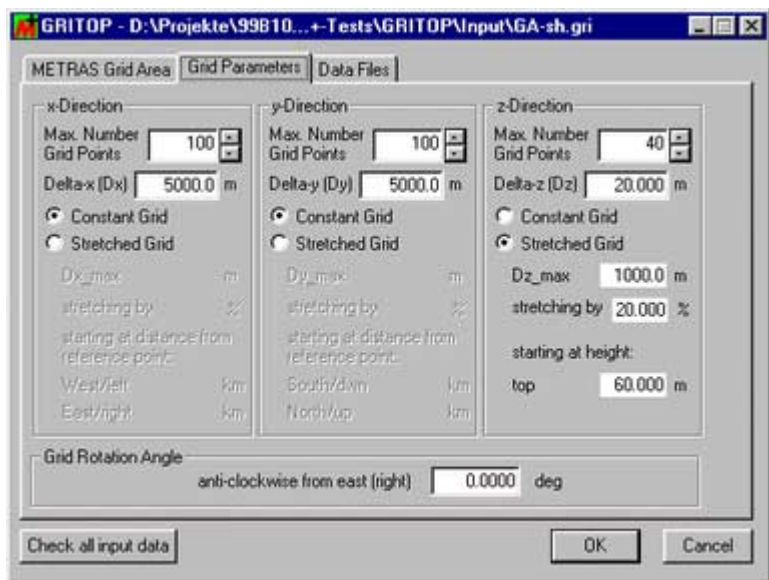 GRITOP - D:\Projekte\99B10...+-Tests\GRITOP\Input\GA-sh.gri
METRAS Grid Area
Grid Parameters
Data Files
x-Direction
Max. Number
Grid Points
100
Delta-x (Dx)
5000.0 m
Constant Grid
Stretched Grid
Dx_max m
stretching by %
starting at distance from
reference point:
West/left km
East/right km
y-Direction
Max. Number
Grid Points
100
Delta-y (Dy)
5000.0 m
Constant Grid
Stretched Grid
Dy_max m
stretching by %
starting at distance from
reference point:
South/down km
North/up km
z-Direction
Max. Number
Grid Points
40
Delta-z (Dz)
20.000 m
Constant Grid
Stretched Grid
Dz_max 1000.0 m
stretching by 20.000 %
starting at height:
top 60.000 m
Grid Rotation Angle
anti-clockwise from east (right) 0.0000 deg
Check all input data
OK
Cancel